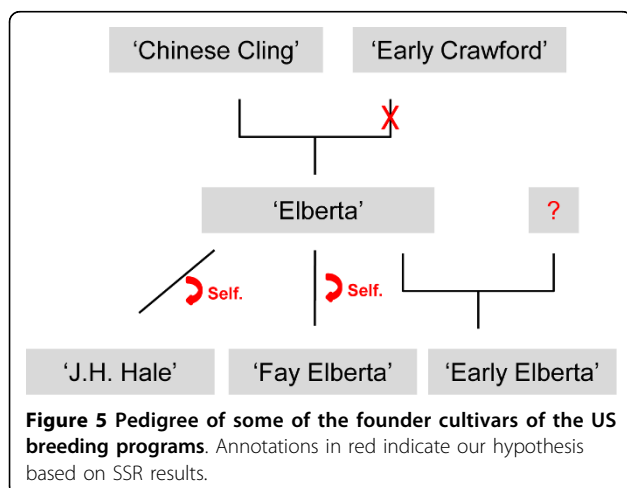 ‘Chinese Cling’ ‘Early Crawford’
X
‘Elberta’ ?
Self. Self.
‘J.H. Hale’ ‘Fay Elberta’ ‘Early Elberta’
Figure 5 Pedigree of some of the founder cultivars of the US
breeding programs. Annotations in red indicate our hypothesis
based on SSR results.